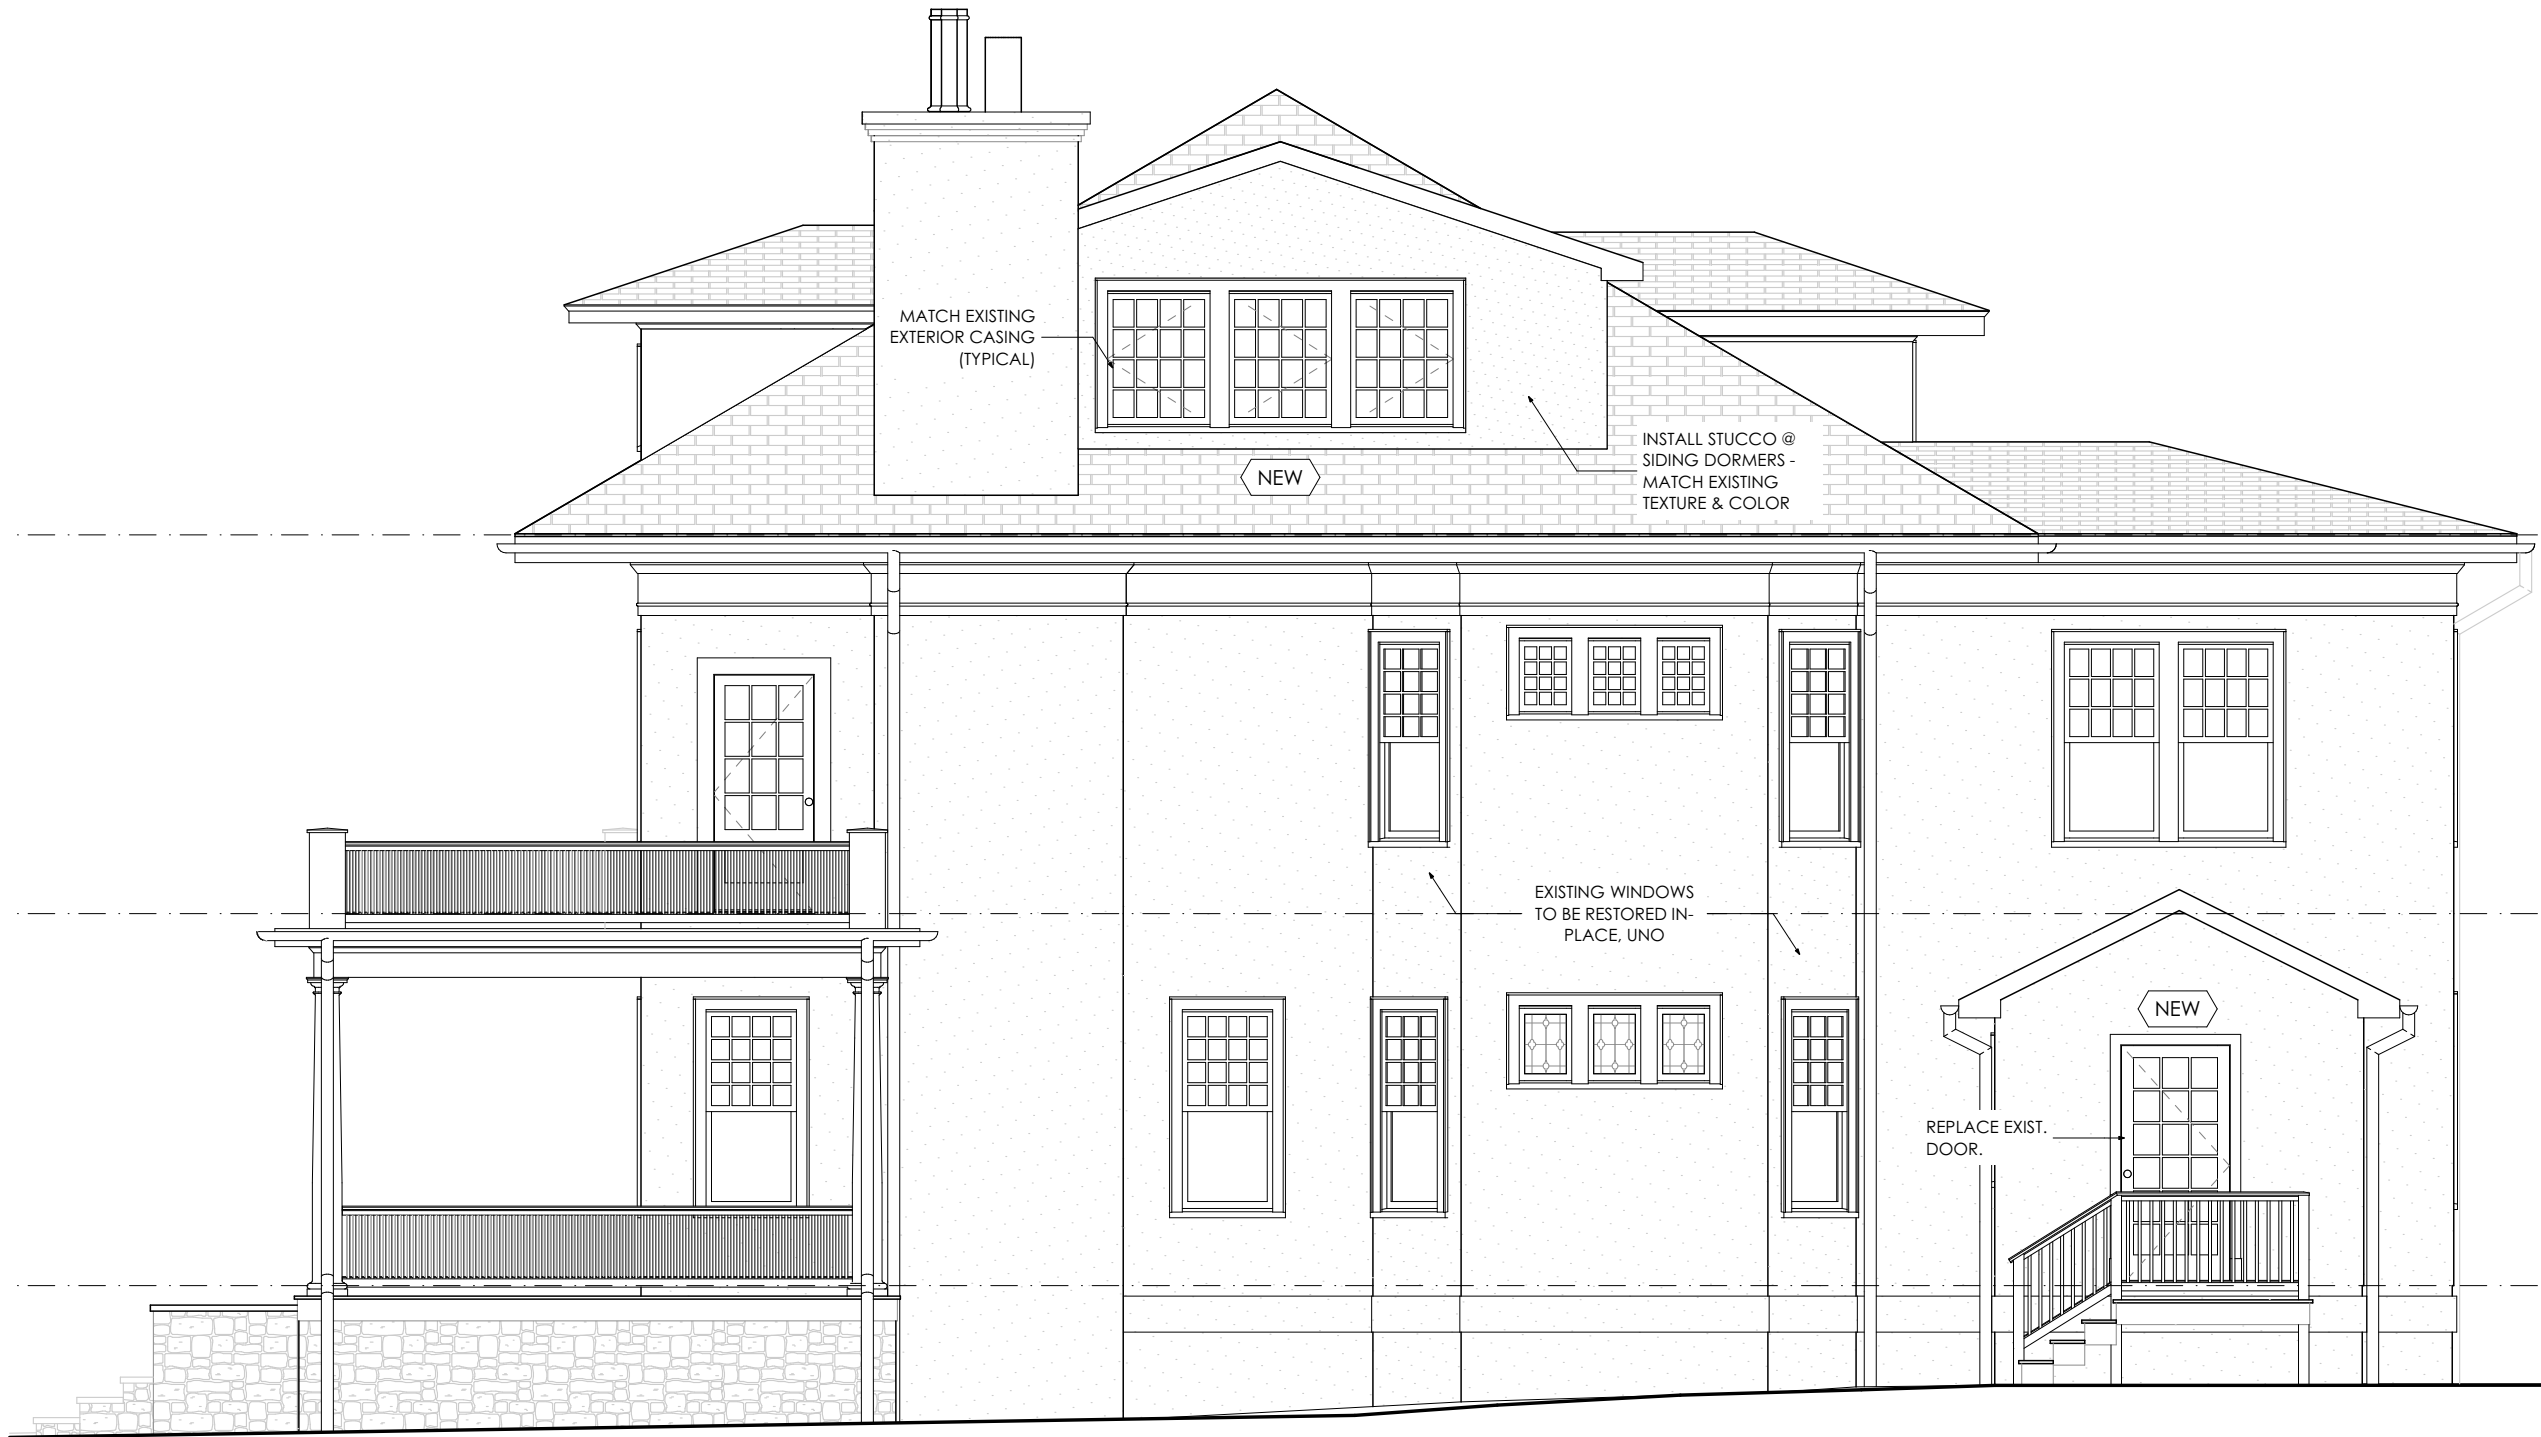 MATCH EXISTING
EXTERIOR CASING
(TYPICAL)
INSTALL STUCCO @
SIDING DORMERS -
MATCH EXISTING
TEXTURE & COLOR
NEW
EXISTING WINDOWS
TO BE RESTORED IN-
PLACE, UNO
NEW
REPLACE EXIST.
DOOR.